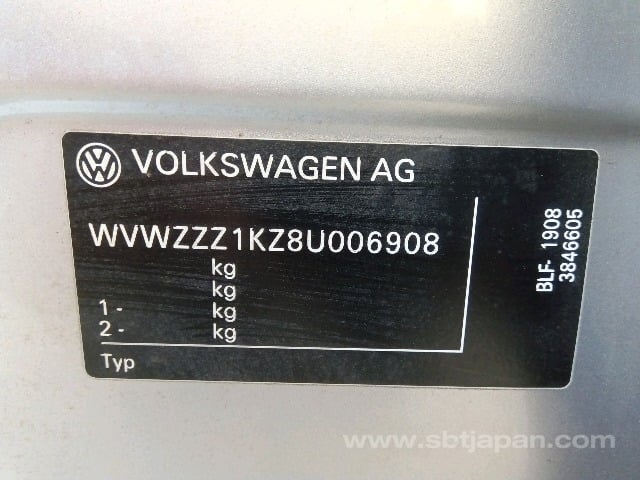 VOLKSWAGEN AG
WVWZZZ1KZ8U006908
kg
kg
1 - kg
2 - kg
Typ
BLF- 1908
3846605
www.sbtjapan.com